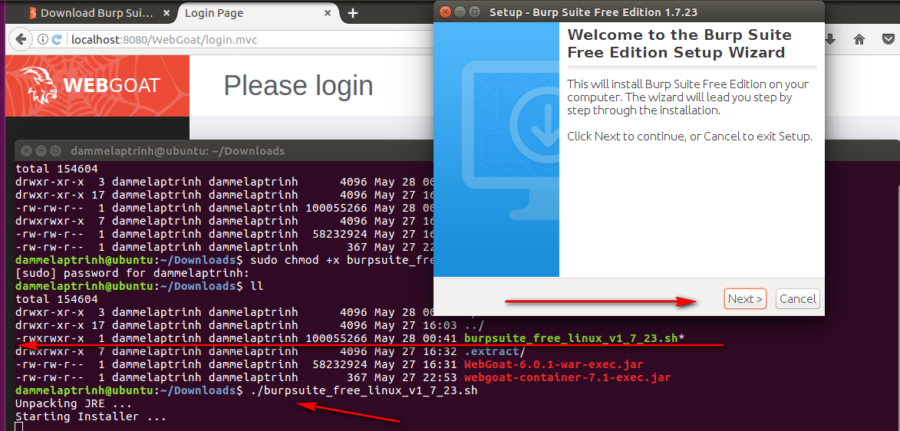 Download Burp Sui...
Login Page
localhost:8080/WebGoat/login.mvc
WEBGOAT
Please login
Setup - Burp Suite Free Edition 1.7.23
Welcome to the Burp Suite
Free Edition Setup Wizard
This will install Burp Suite Free Edition on your
computer. The wizard will lead you step by
step through the installation.
Click Next to continue, or Cancel to exit Setup.
Next >
Cancel
dammelaptrinh@ubuntu: ~/Downloads
total 154604
drwxr-xr-x 3 dammelaptrinh dammelaptrinh 4096 May 28 00
drwxr-xr-x 17 dammelaptrinh dammelaptrinh 4096 May 27 16
-rw-rw-r-- 1 dammelaptrinh dammelaptrinh 100055266 May 28 00
drwxrwxr-x 7 dammelaptrinh dammelaptrinh 4096 May 27 16
-rw-rw-r-- 1 dammelaptrinh dammelaptrinh 58232924 May 27 16
-rw-rw-r-- 1 dammelaptrinh dammelaptrinh 367 May 27 22
dammelaptrinh@ubuntu:~/Downloads$ sudo chmod +x burpsuite_fre
[sudo] password for dammelaptrinh:
dammelaptrinh@ubuntu:~/Downloads$ ll
total 154604
drwxr-xr-x 3 dammelaptrinh dammelaptrinh 4096 May 28
drwxr-xr-x 17 dammelaptrinh dammelaptrinh 4096 May 27 16:03 ../
-rwxrwxr-x 1 dammelaptrinh dammelaptrinh 100055266 May 28 00:41 burpsuite_free_linux_v1_7_23.sh*
drwxrwxr-x 7 dammelaptrinh dammelaptrinh 4096 May 27 16:32 .extract/
-rw-rw-r-- 1 dammelaptrinh dammelaptrinh 58232924 May 27 16:31 WebGoat-6.0.1-war-exec.jar
-rw-rw-r-- 1 dammelaptrinh dammelaptrinh 367 May 27 22:53 webgoat-container-7.1-exec.jar
dammelaptrinh@ubuntu:~/Downloads$ ./burpsuite_free_linux_v1_7_23.sh
Unpacking JRE ...
Starting Installer ...